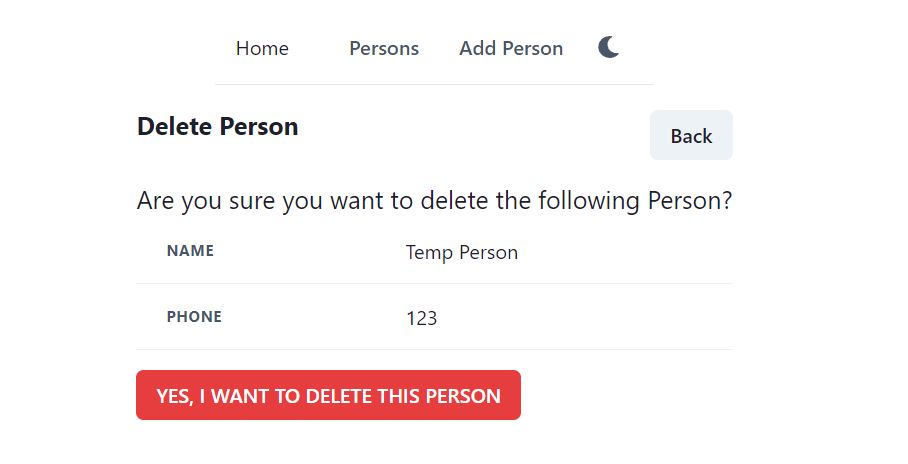 Home Persons Add Person
Delete Person Back
Are you sure you want to delete the following Person?
NAME Temp Person
PHONE 123
YES, I WANT TO DELETE THIS PERSON